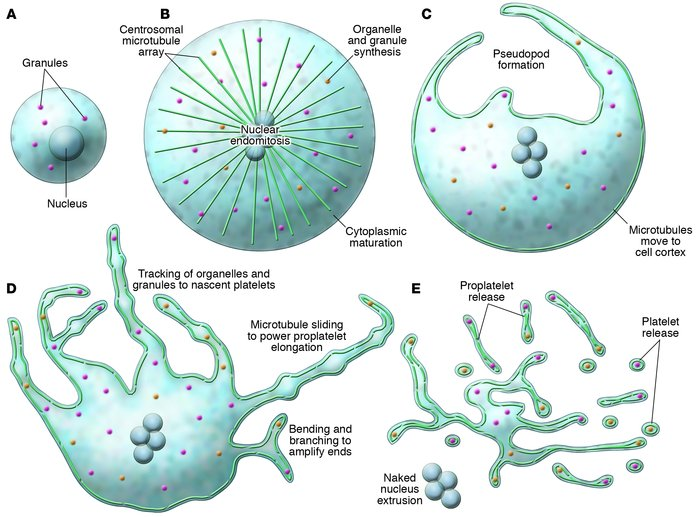 A
Granules
Nucleus
B
Centrosomal
microtubule
array
Organelle
and granule
synthesis
Nuclear
endomitosis
Cytoplasmic
maturation
C
Pseudopod
formation
Microtubules
move to
cell cortex
D
Tracking of organelles and
granules to nascent platelets
Microtubule sliding
to power proplatelet
elongation
Bending and
branching to
amplify ends
E
Proplatelet
release
Platelet
release
Naked
nucleus
extrusion